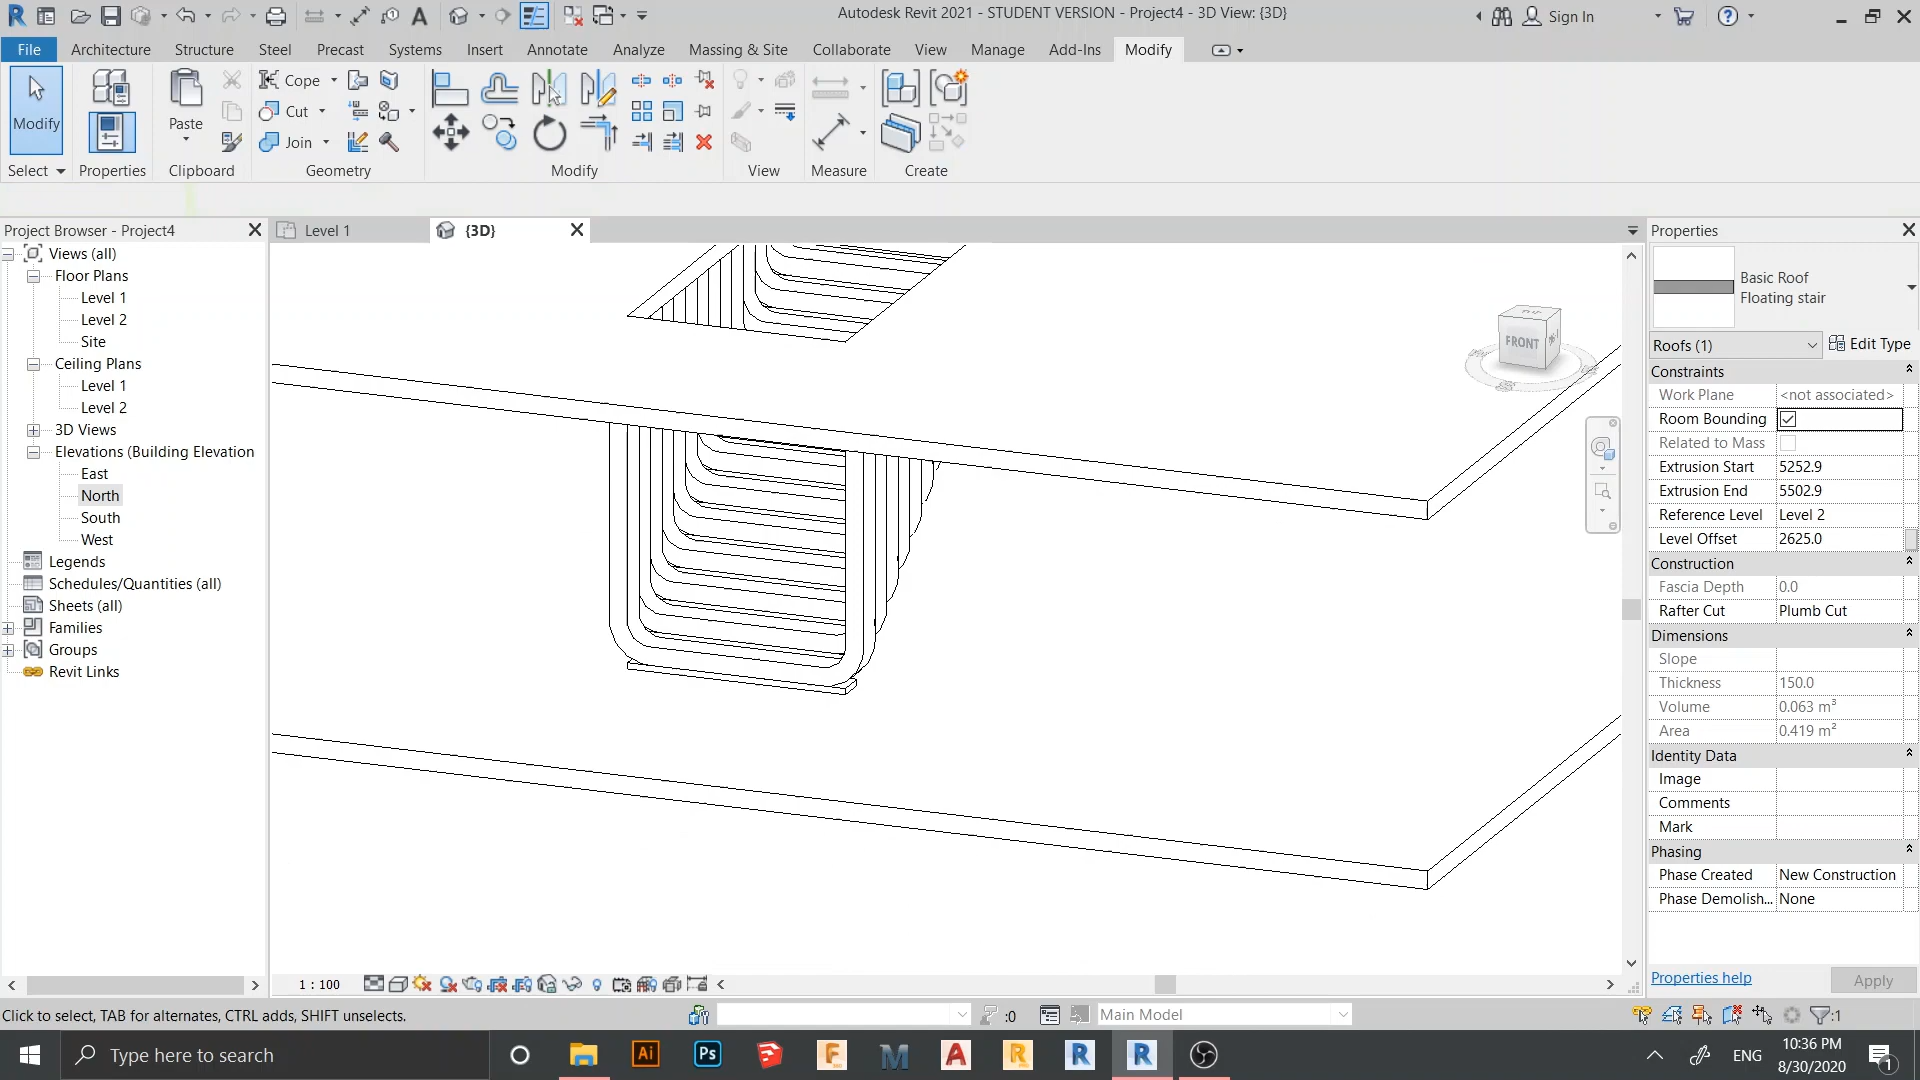 Autodesk Revit 2021 - STUDENT VERSION - Project4 - 3D View: {3D}
Sign In
File Architecture Structure Steel Precast Systems Insert Annotate Analyze Massing & Site Collaborate View Manage Add-Ins Modify
Modify
Paste
Cope
Cut
Join
Select Properties Clipboard Geometry Modify View Measure Create
Project Browser - Project4
Views (all)
Floor Plans
Level 1
Level 2
Site
Ceiling Plans
Level 1
Level 2
3D Views
Elevations (Building Elevation
East
North
South
West
Legends
Schedules/Quantities (all)
Sheets (all)
Families
Groups
Revit Links
Level 1
{3D}
FRONT
Properties
Basic Roof
Floating stair
Roofs (1) Edit Type
Constraints
Work Plane <not associated>
Room Bounding
Related to Mass
Extrusion Start 5252.9
Extrusion End 5502.9
Reference Level Level 2
Level Offset 2625.0
Construction
Fascia Depth 0.0
Rafter Cut Plumb Cut
Dimensions
Slope
Thickness 150.0
Volume 0.063 m³
Area 0.419 m²
Identity Data
Image
Comments
Mark
Phasing
Phase Created New Construction
Phase Demolish... None
Properties help Apply
1 : 100
Click to select, TAB for alternates, CTRL adds, SHIFT unselects.
:0
Main Model
:1
Type here to search
Ai
Ps
ENG
10:36 PM
8/30/2020
1